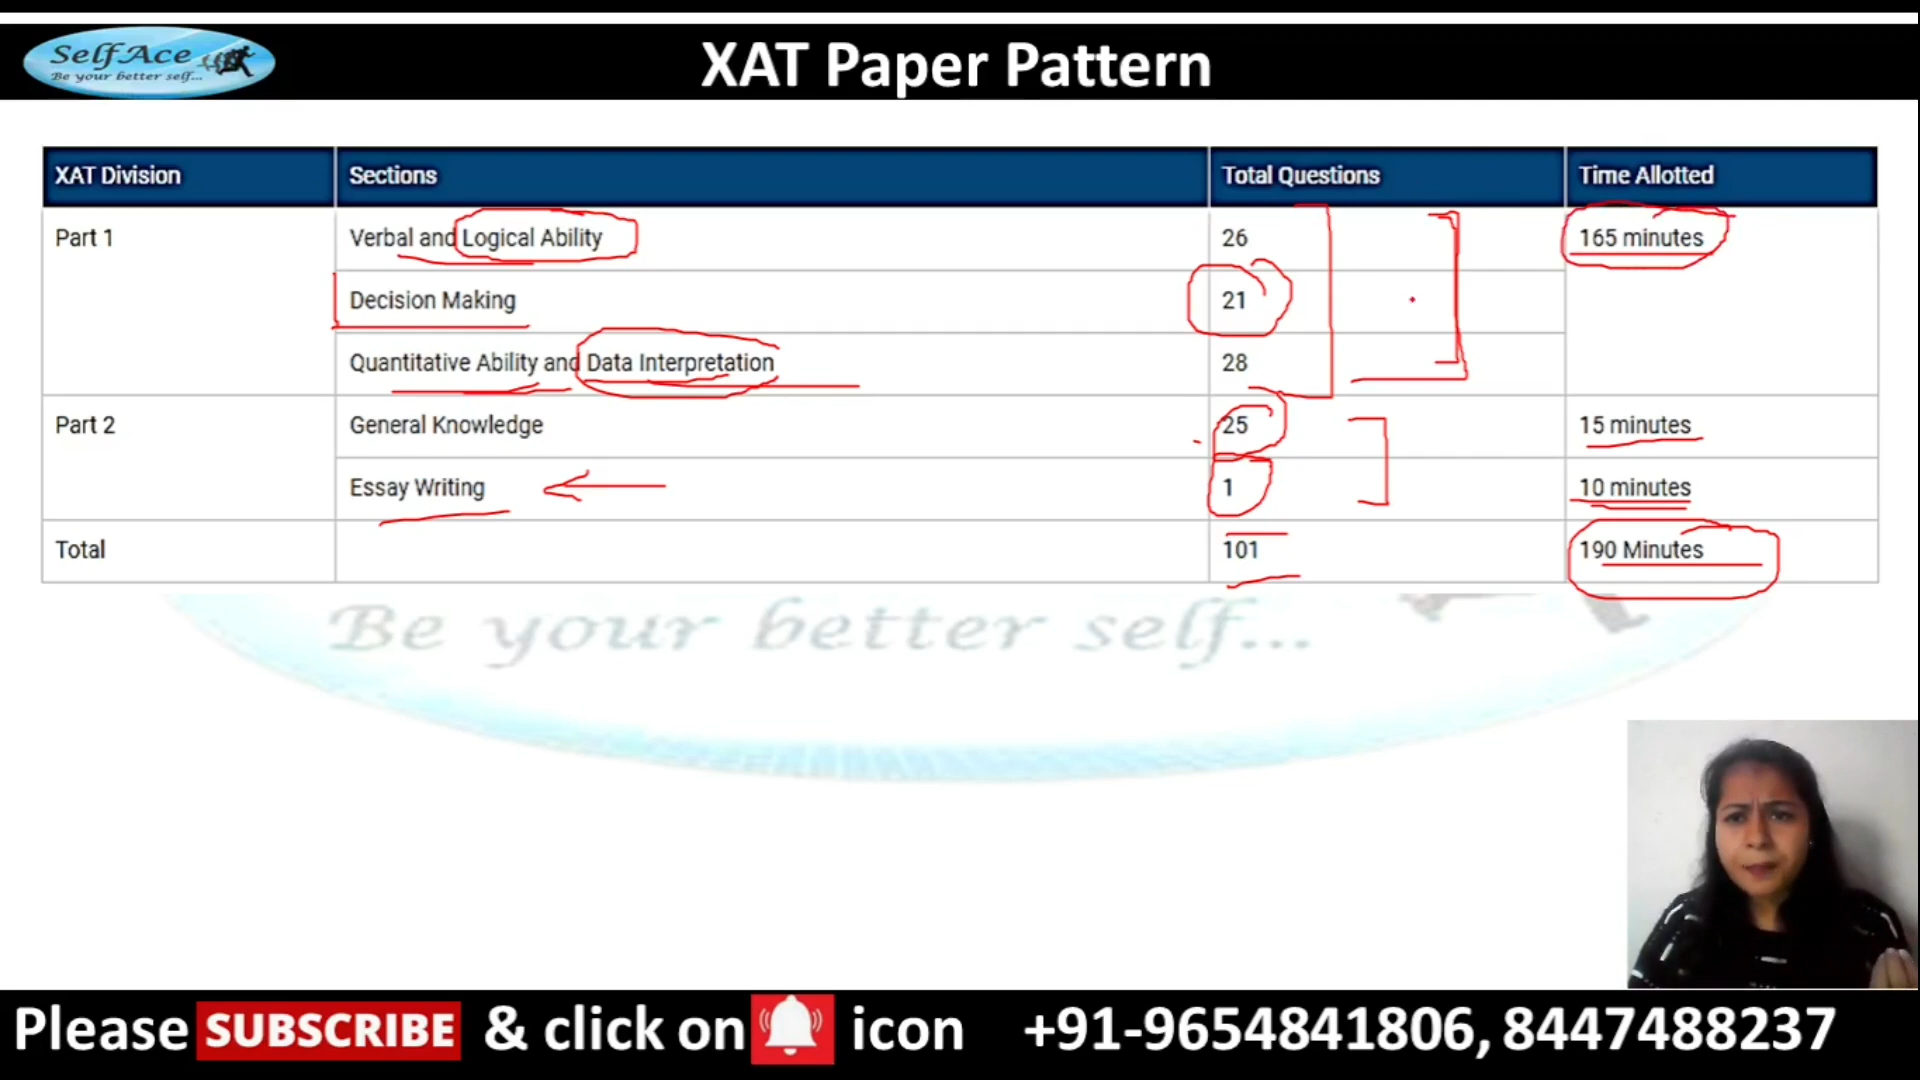 SelfAce
Be your better self...
XAT Paper Pattern
XAT Division Sections Total Questions Time Allotted
Part 1 Verbal and Logical Ability 26 165 minutes
Decision Making 21
Quantitative Ability and Data Interpretation 28
Part 2 General Knowledge 25 15 minutes
Essay Writing 1 10 minutes
Total 101 190 Minutes
Be your better self...
Please SUBSCRIBE & click on icon +91-9654841806, 8447488237